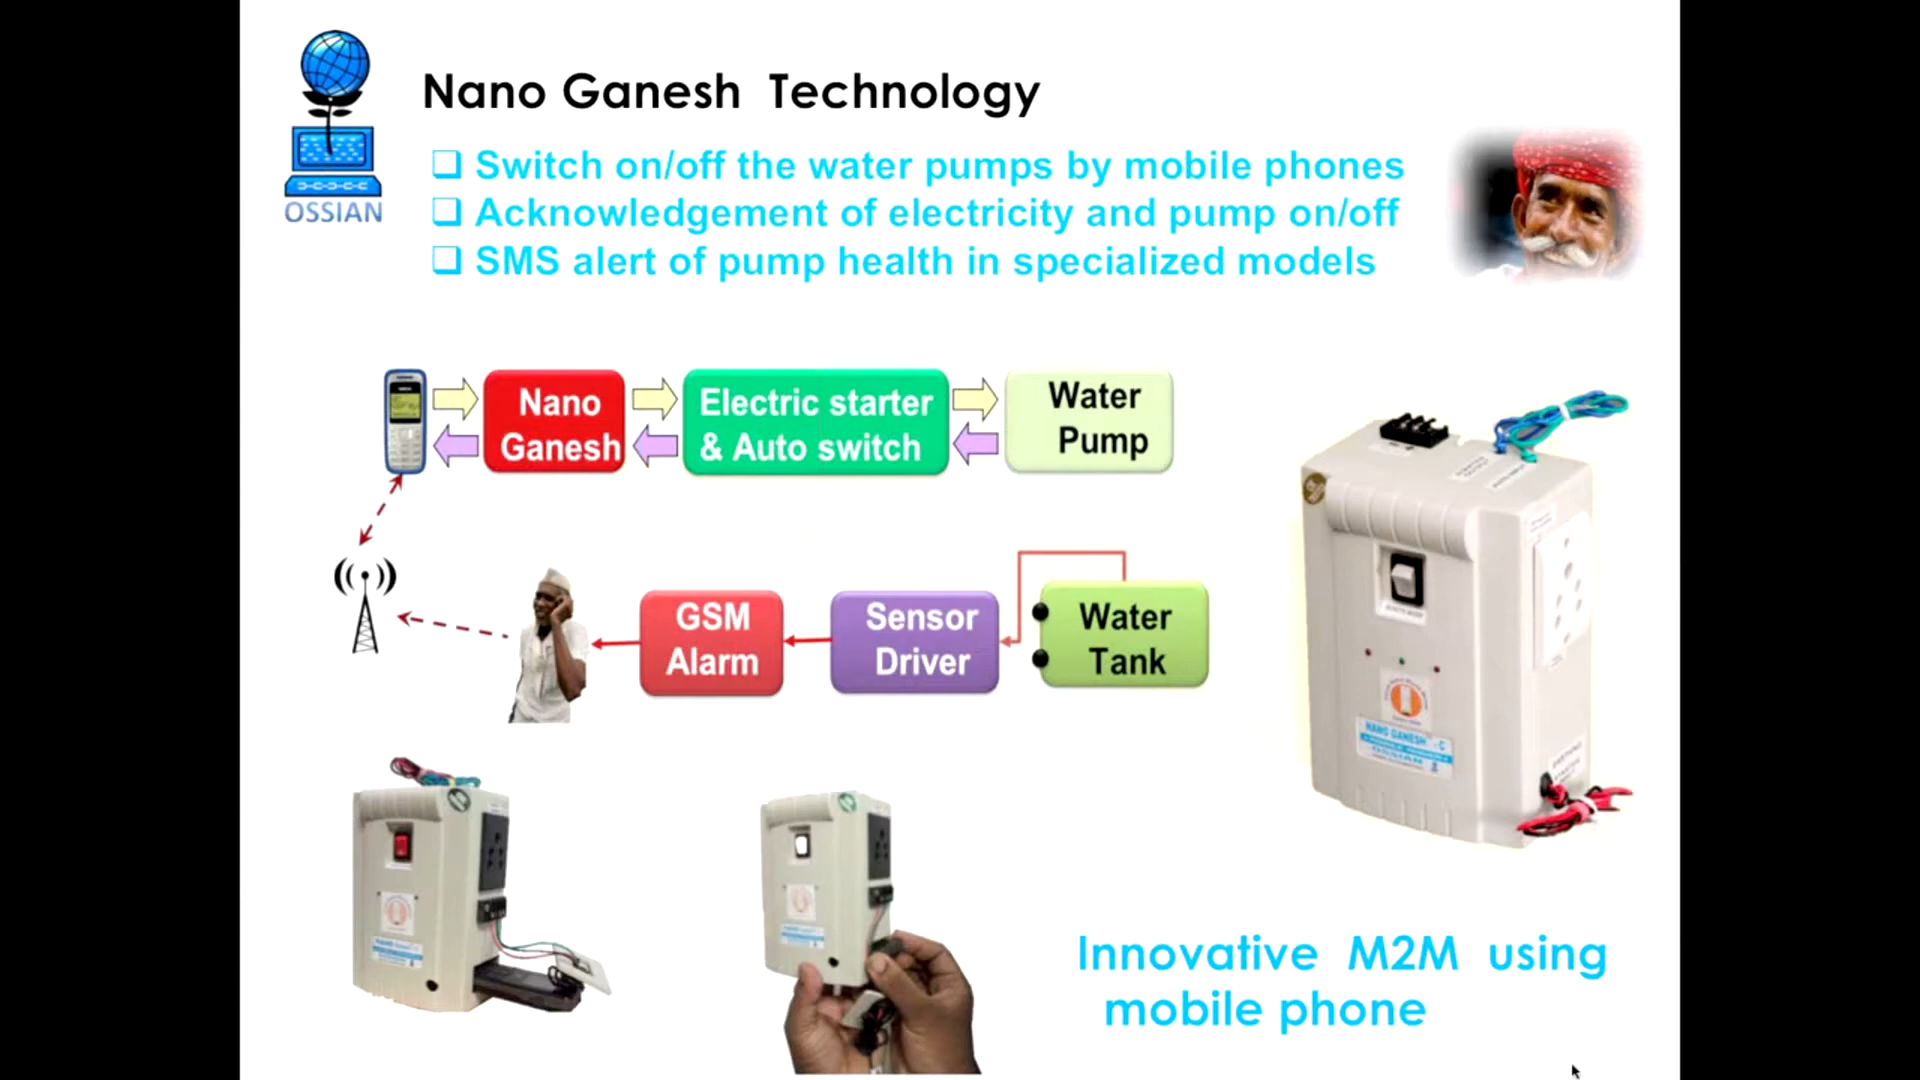 Nano Ganesh Technology
OSSIAN
Switch on/off the water pumps by mobile phones
Acknowledgement of electricity and pump on/off
SMS alert of pump health in specialized models
Nano
Ganesh
Electric starter
& Auto switch
Water
Pump
GSM
Alarm
Sensor
Driver
Water
Tank
NANO GANESH - C
OSSIAN
Innovative M2M using
mobile phone